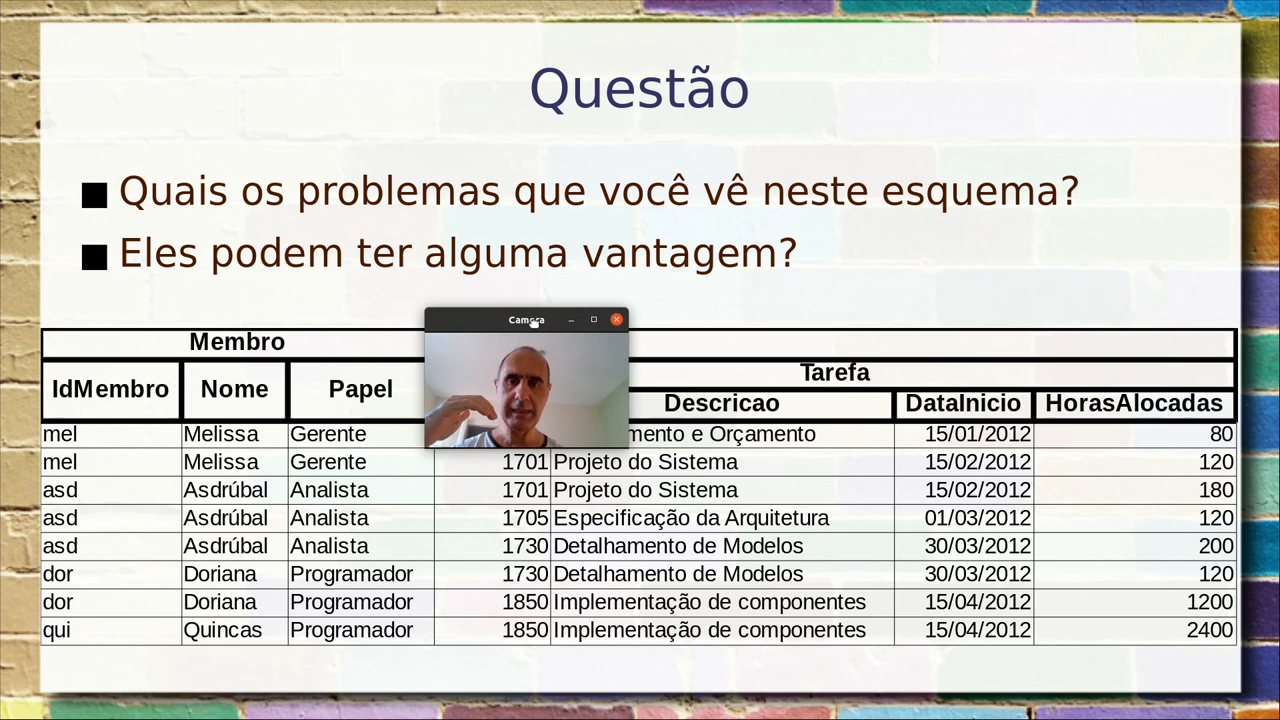 Questão
Quais os problemas que você vê neste esquema?
Eles podem ter alguma vantagem?
Camera
Membro
Tarefa
IdMembro Nome Papel
Descricao DataInicio HorasAlocadas
mel Melissa Gerente mento e Orçamento 15/01/2012 80
mel Melissa Gerente 1701 Projeto do Sistema 15/02/2012 120
asd Asdrúbal Analista 1701 Projeto do Sistema 15/02/2012 180
asd Asdrúbal Analista 1705 Especificação da Arquitetura 01/03/2012 120
asd Asdrúbal Analista 1730 Detalhamento de Modelos 30/03/2012 200
dor Doriana Programador 1730 Detalhamento de Modelos 30/03/2012 120
dor Doriana Programador 1850 Implementação de componentes 15/04/2012 1200
qui Quincas Programador 1850 Implementação de componentes 15/04/2012 2400